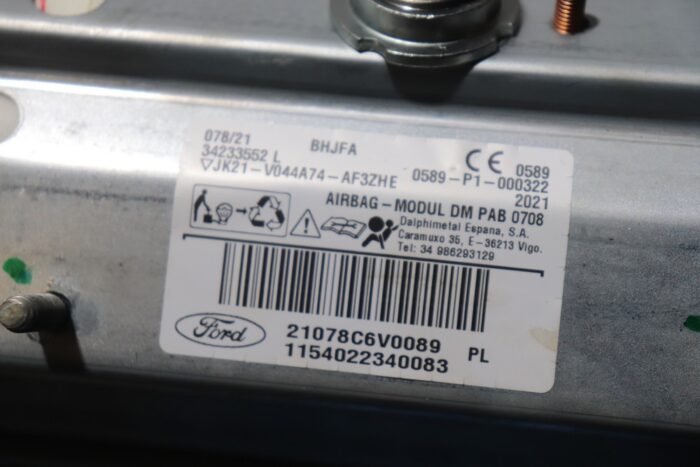 078/21 BHJFA CE 0589
34233552 L 0589-P1-000322
▽JK21-V044A74-AF3ZHE 2021
AIRBAG-MODUL DM PAB 0708
Dalphimetal Espana, S.A.
Caramuxo 35, E-36213 Vigo.
Tel: 34 986293129
Ford
21078C6V0089 PL
1154022340083